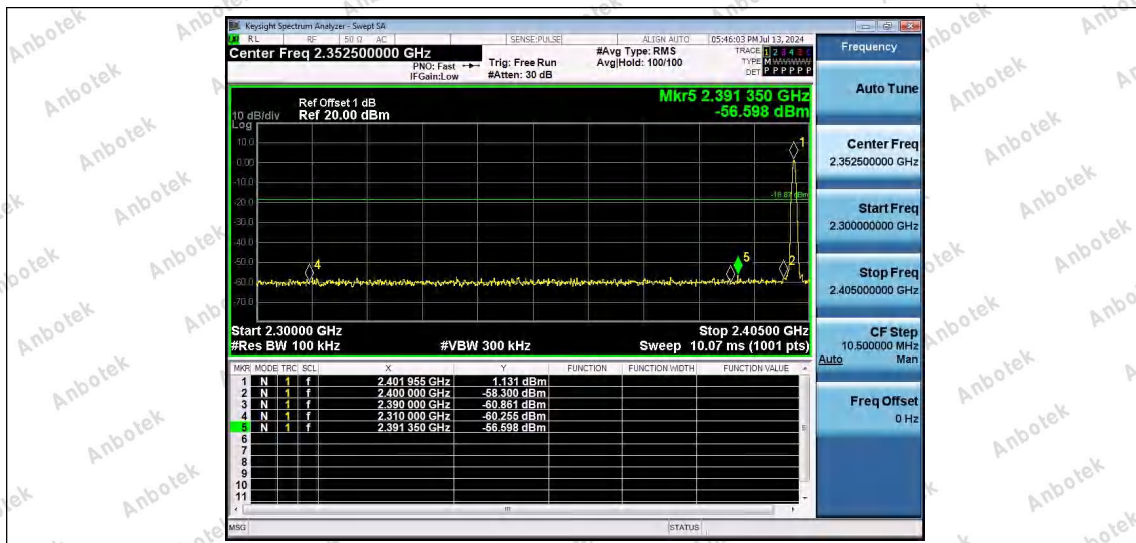 Keysight Spectrum Analyzer - Swept SA
RL RF 50 Ω AC SENSE:PULSE ALIGN AUTO 05:46:03 PM Jul 13, 2024
Center Freq 2.352500000 GHz
PNO: Fast
IFGain:Low
Trig: Free Run
#Atten: 30 dB
#Avg Type: RMS
Avg|Hold: 100/100
TRACE 1 2 3 4 5 6
TYPE M WWWWW
DET P P P P P P
Mkr5 2.391 350 GHz
-56.598 dBm
Ref Offset 1 dB
Ref 20.00 dBm
10 dB/div
Log
10.0
0.00
-10.0
-20.0
-30.0
-40.0
-50.0
-60.0
-70.0
-18.87 dBm
1
2
4
5
Start 2.30000 GHz Stop 2.40500 GHz
#Res BW 100 kHz #VBW 300 kHz Sweep 10.07 ms (1001 pts)
MKR MODE TRC SCL X Y FUNCTION FUNCTION WIDTH FUNCTION VALUE
1 N 1 f 2.401 955 GHz 1.131 dBm
2 N 1 f 2.400 000 GHz -58.300 dBm
3 N 1 f 2.390 000 GHz -60.861 dBm
4 N 1 f 2.310 000 GHz -60.255 dBm
5 N 1 f 2.391 350 GHz -56.598 dBm
6
7
8
9
10
11
MSG STATUS
Frequency
Auto Tune
Center Freq
2.352500000 GHz
Start Freq
2.300000000 GHz
Stop Freq
2.405000000 GHz
CF Step
10.500000 MHz
Auto Man
Freq Offset
0 Hz
Anbotek